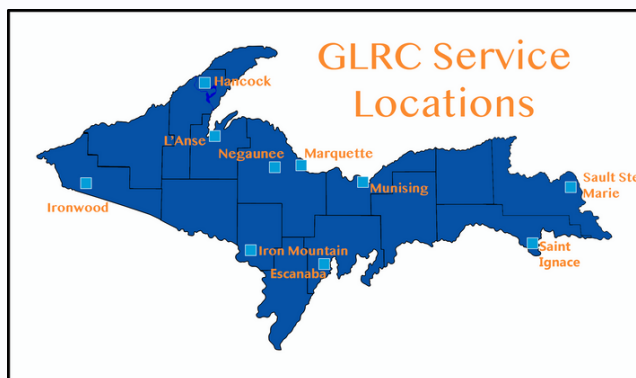 GLRC Service
Locations
Hancock
L'Anse
Negaunee
Marquette
Munising
Sault Ste
Marie
Ironwood
Iron Mountain
Escanaba
Saint
Ignace